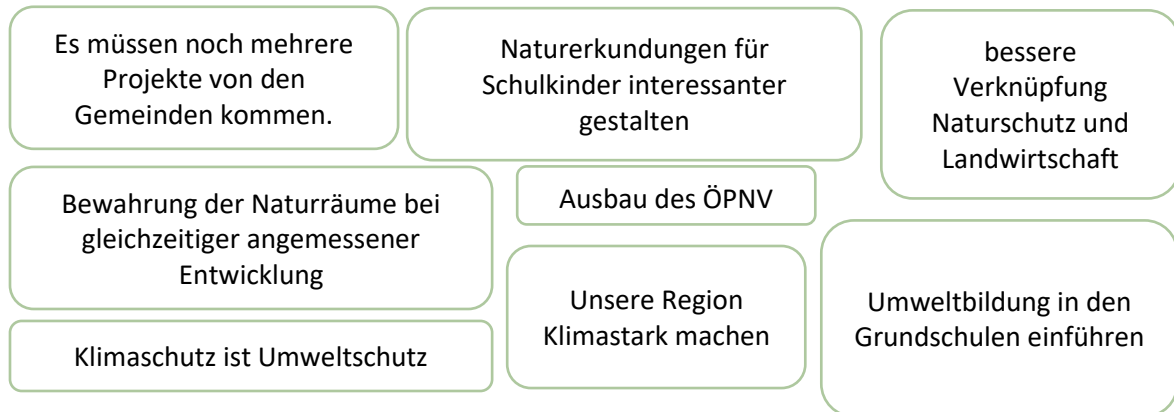 Es müssen noch mehrere
Projekte von den
Gemeinden kommen.
Naturerkundungen für
Schulkinder interessanter
gestalten
bessere
Verknüpfung
Naturschutz und
Landwirtschaft
Bewahrung der Naturräume bei
gleichzeitiger angemessener
Entwicklung
Ausbau des ÖPNV
Unsere Region
Klimastark machen
Umweltbildung in den
Grundschulen einführen
Klimaschutz ist Umweltschutz